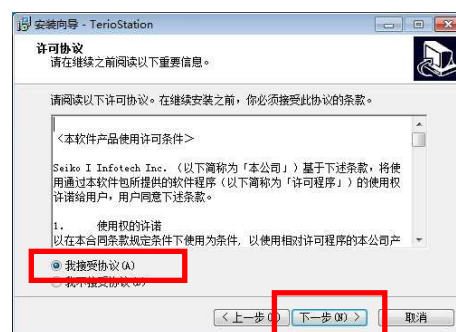 安装向导 - TerioStation
许可协议
请在继续之前阅读以下重要信息。
请阅读以下许可协议。在继续安装之前，你必须接受此协议的条款。
<本软件产品使用许可条件>
Seiko I Infotech Inc. （以下简称为「本公司」）基于下述条款，将使
用通过本软件包所提供的软件程序（以下简称为「许可程序」）的使用权
许诺给用户，用户同意下述条款。
1. 使用权的许诺
以在本合同条款规定条件下使用为条件，以使用相对许可程序的本公司产
我接受协议(A)
我不接受协议
<上一步
下一步(N) >
取消